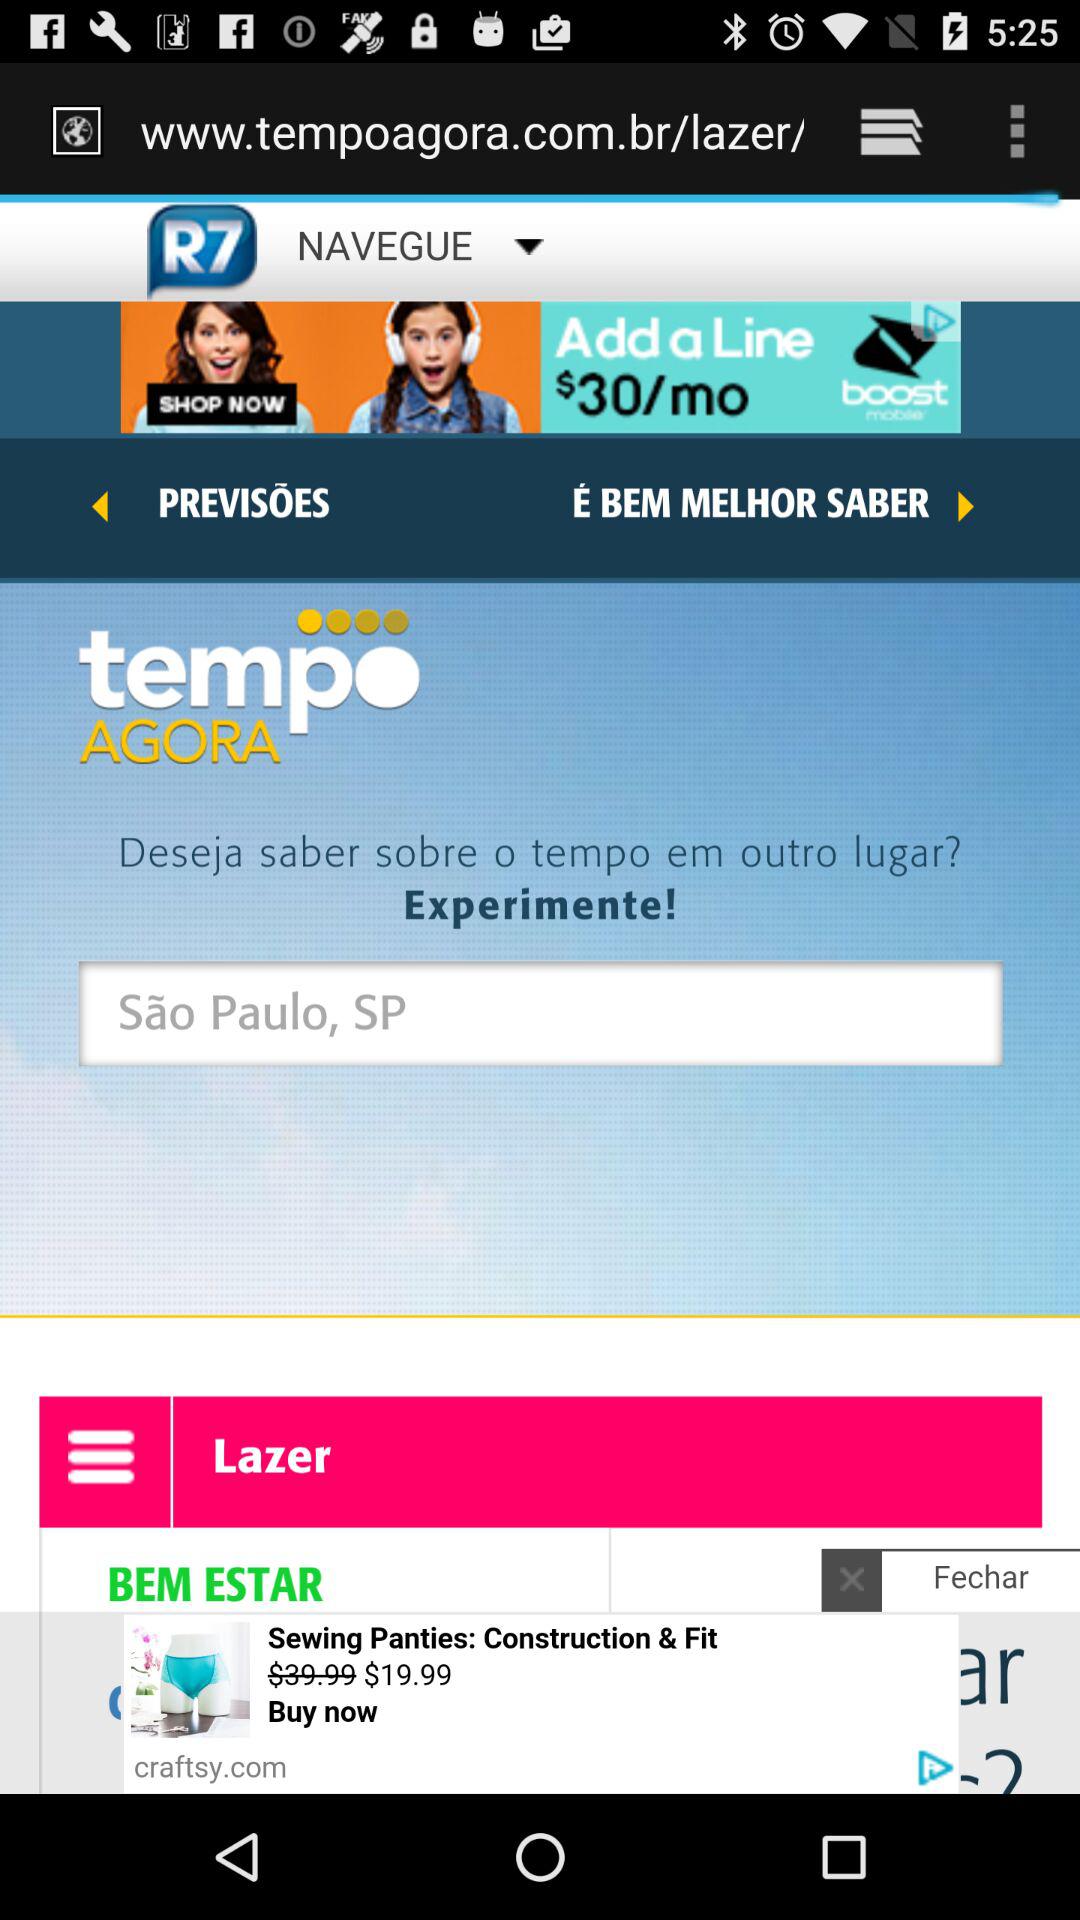 FAK
5:25
www.tempoagora.com.br/lazer/
R7 NAVEGUE
SHOP NOW
Add a Line
$30/mo
boost
mobile
PREVISÕES É BEM MELHOR SABER
tempo
AGORA
Deseja saber sobre o tempo em outro lugar?
Experimente!
São Paulo, SP
Lazer
BEM ESTAR
Fechar
Sewing Panties: Construction & Fit
$39.99 $19.99
Buy now
craftsy.com
ar